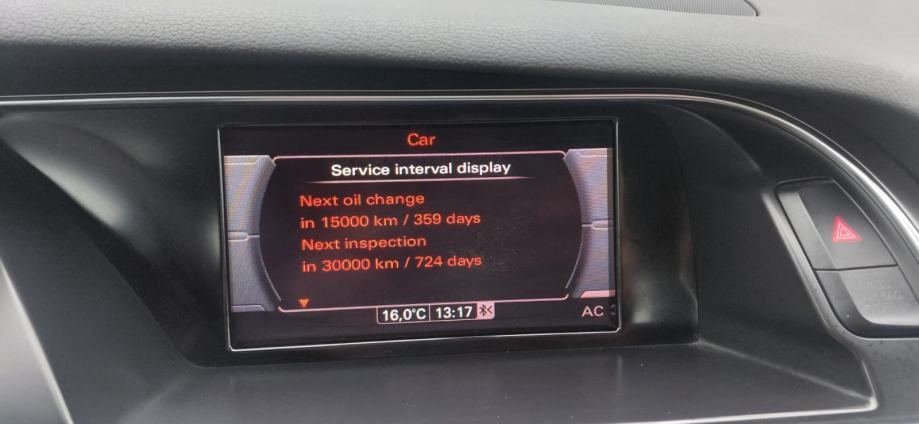 Car
Service interval display
Next oil change
in 15000 km / 359 days
Next inspection
in 30000 km / 724 days
16,0°C 13:17
AC